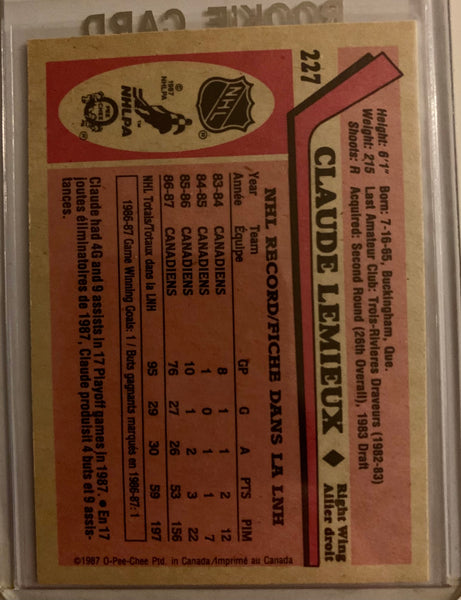 ROOKIE CARD
227
CLAUDE LEMIEUX ♦ Right Wing
Ailier droit
Height: 6'1" Born: 7-16-65, Buckingham, Que.
Weight: 215 Last Amateur Club: Trois-Rivieres Draveurs (1982-83)
Shoots: R Acquired: Second Round (26th Overall), 1983 Draft
NHL
®
© 1987 NHLPA
NHLPA
O-PEE-CHEE
NHL RECORD/FICHE DANS LA LNH
Year Team GP G A PTS PIM
Année Équipe
83-84 CANADIENS 8 1 1 2 12
84-85 CANADIENS 1 0 1 1 7
85-86 CANADIENS 10 1 2 3 22
86-87 CANADIENS 76 27 26 53 156
NHL Totals/Totaux dans la LNH 95 29 30 59 197
1986-87 Game Winning Goals: 1 / Buts gagnants marqués en 1986-87: 1
Claude had 4G and 9 assists in 17 Playoff games in 1987. • En 17
joutes éliminatoires de 1987, Claude produisit 4 buts et 9 assis-
tances.
©1987 O-Pee-Chee Ptd. in Canada/Imprimé au Canada